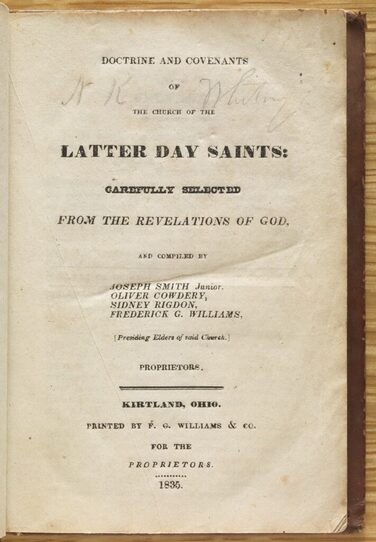 DOCTRINE AND COVENANTS
OF
N K Whitney
THE CHURCH OF THE
LATTER DAY SAINTS:
CAREFULLY SELECTED
FROM THE REVELATIONS OF GOD,
AND COMPILED BY
JOSEPH SMITH Junior.
OLIVER COWDERY,
SIDNEY RIGDON,
FREDERICK G. WILLIAMS,
[Presiding Elders of said Church.]
PROPRIETORS.
KIRTLAND, OHIO.
PRINTED BY F. G. WILLIAMS & CO.
FOR THE
PROPRIETORS.
1835.